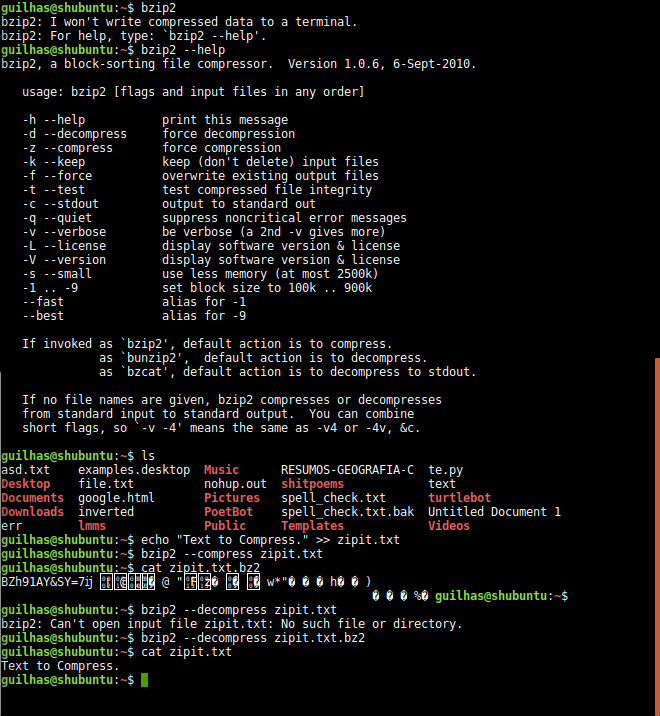 guilhas@shubuntu:~$ bzip2
bzip2: I won't write compressed data to a terminal.
bzip2: For help, type: `bzip2 --help'.
guilhas@shubuntu:~$ bzip2 --help
bzip2, a block-sorting file compressor.  Version 1.0.6, 6-Sept-2010.

   usage: bzip2 [flags and input files in any order]

   -h --help           print this message
   -d --decompress     force decompression
   -z --compress       force compression
   -k --keep           keep (don't delete) input files
   -f --force          overwrite existing output files
   -t --test           test compressed file integrity
   -c --stdout         output to standard out
   -q --quiet          suppress noncritical error messages
   -v --verbose        be verbose (a 2nd -v gives more)
   -L --license        display software version & license
   -V --version        display software version & license
   -s --small          use less memory (at most 2500k)
   -1 .. -9            set block size to 100k .. 900k
   --fast              alias for -1
   --best              alias for -9

   If invoked as `bzip2', default action is to compress.
              as `bunzip2',  default action is to decompress.
              as `bzcat', default action is to decompress to stdout.

   If no file names are given, bzip2 compresses or decompresses
   from standard input to standard output.  You can combine
   short flags, so `-v -4' means the same as -v4 or -4v, &c.

guilhas@shubuntu:~$ ls
asd.txt    examples.desktop  Music      RESUMOS-GEOGRAFIA-C  te.py
Desktop    file.txt          nohup.out  shitpoems            text
Documents  google.html       Pictures   spell_check.txt      turtlebot
Downloads  inverted          PoetBot    spell_check.txt.bak  Untitled Document 1
err        lmms              Public     Templates            Videos
guilhas@shubuntu:~$ echo "Text to Compress." >> zipit.txt
guilhas@shubuntu:~$ bzip2 --compress zipit.txt
guilhas@shubuntu:~$ cat zipit.txt.bz2
BZh91AY&SY=7ij @ " w*"� � � h� � )
� � � %� guilhas@shubuntu:~$
guilhas@shubuntu:~$ bzip2 --decompress zipit.txt
bzip2: Can't open input file zipit.txt: No such file or directory.
guilhas@shubuntu:~$ bzip2 --decompress zipit.txt.bz2
guilhas@shubuntu:~$ cat zipit.txt
Text to Compress.
guilhas@shubuntu:~$